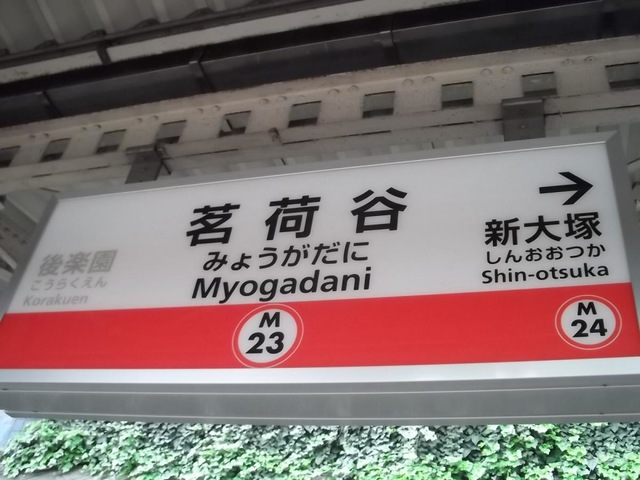 後楽園
こうらくえん
Korakuen
茗荷谷
みょうがだに
Myogadani
M
23
→
新大塚
しんおおつか
Shin-otsuka
M
24